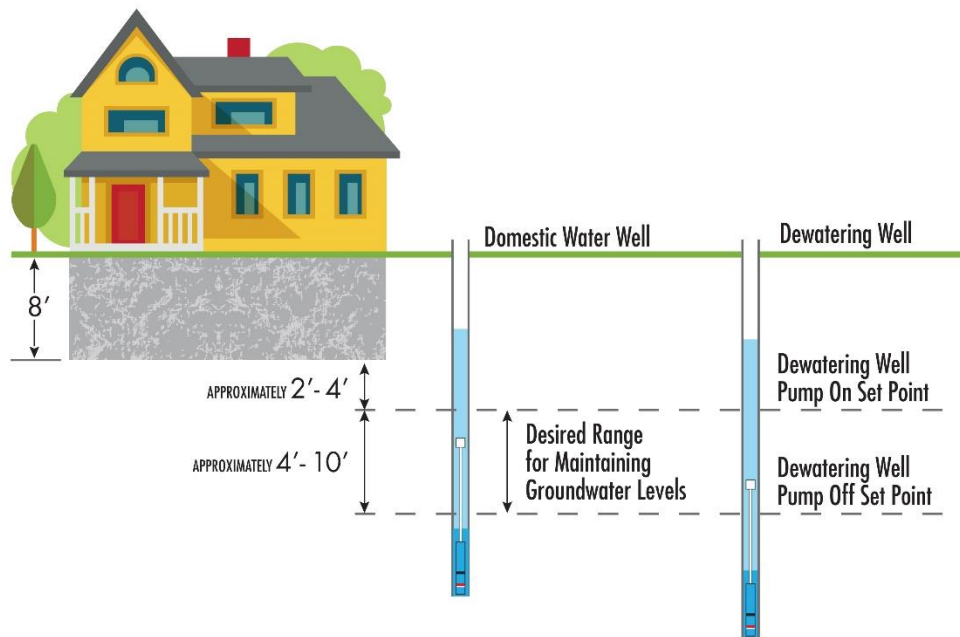 Domestic Water Well
Dewatering Well
8’
Dewatering Well
Pump On Set Point
APPROXIMATELY 2’- 4’
Desired Range
for Maintaining
Groundwater Levels
APPROXIMATELY 4’- 10’
Dewatering Well
Pump Off Set Point